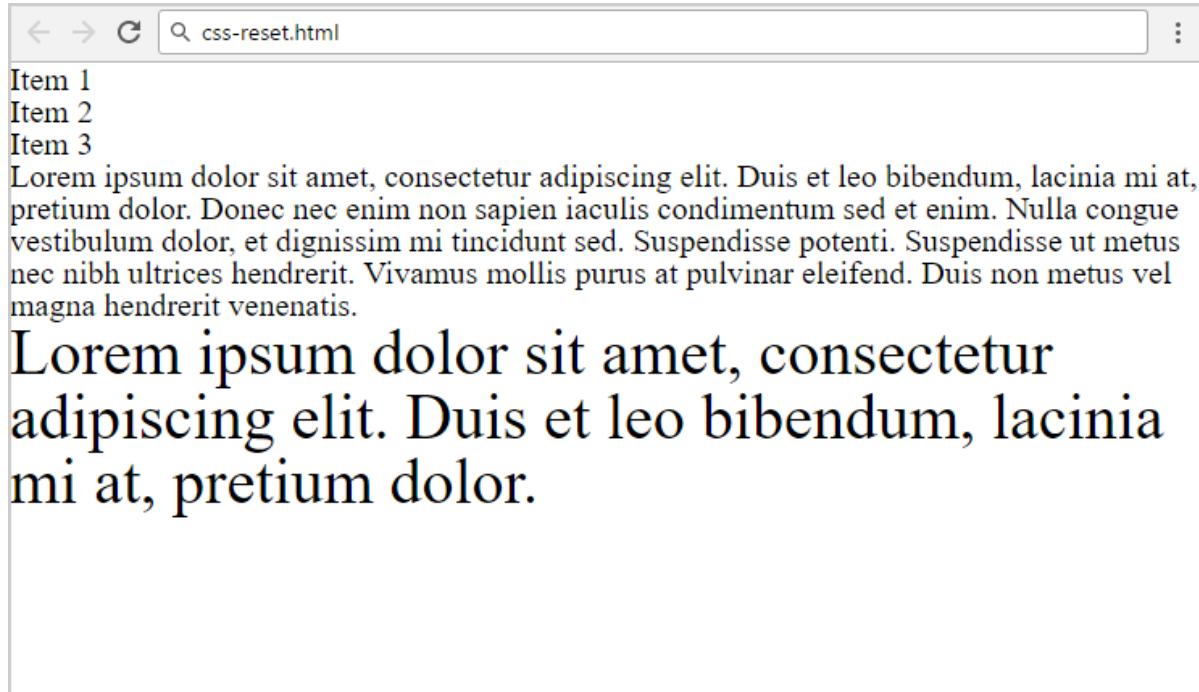 css-reset.html
Item 1
Item 2
Item 3
Lorem ipsum dolor sit amet, consectetur adipiscing elit. Duis et leo bibendum, lacinia mi at,
pretium dolor. Donec nec enim non sapien iaculis condimentum sed et enim. Nulla congue
vestibulum dolor, et dignissim mi tincidunt sed. Suspendisse potenti. Suspendisse ut metus
nec nibh ultrices hendrerit. Vivamus mollis purus at pulvinar eleifend. Duis non metus vel
magna hendrerit venenatis.
Lorem ipsum dolor sit amet, consectetur
adipiscing elit. Duis et leo bibendum, lacinia
mi at, pretium dolor.